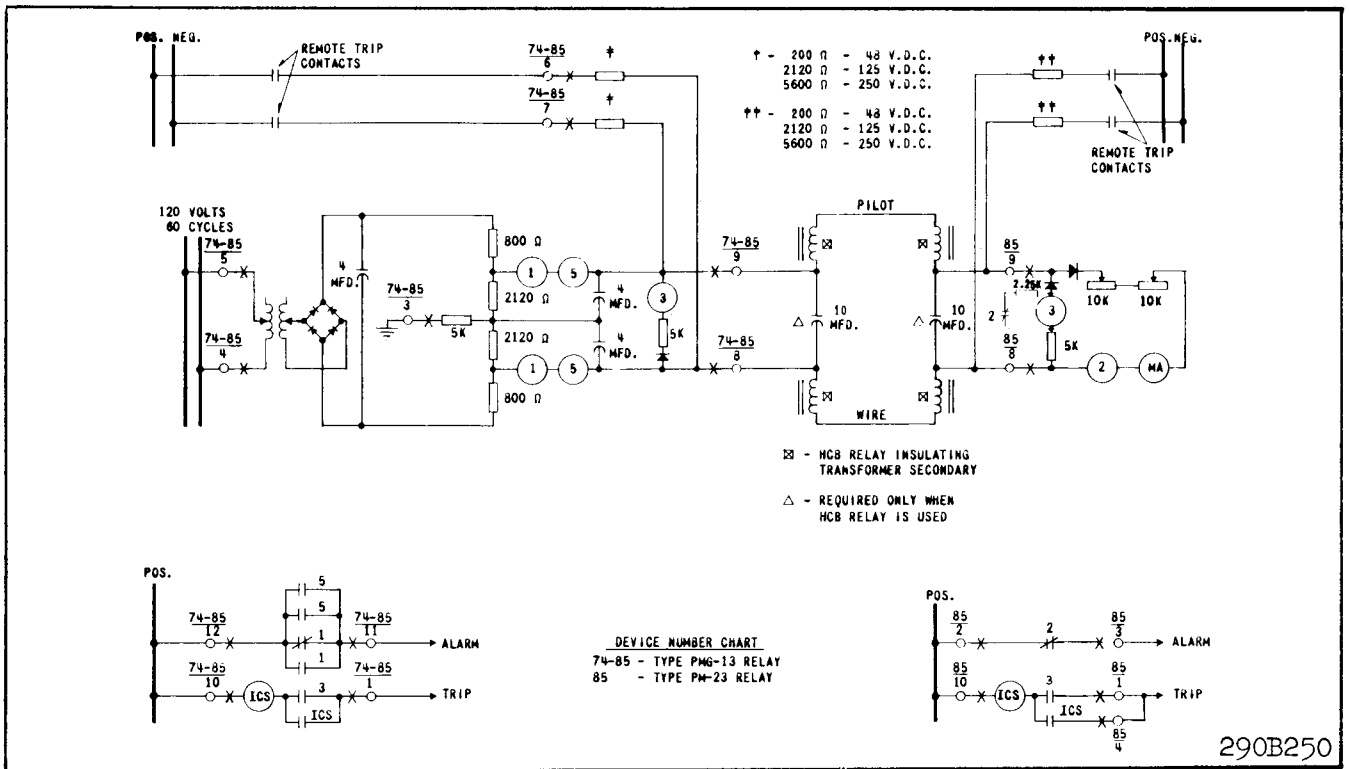 POS. NEG.
REMOTE TRIP
CONTACTS
74-85
6
74-85
7
†
†
† - 200 Ω - 48 V.D.C.
2120 Ω - 125 V.D.C.
5600 Ω - 250 V.D.C.
†† - 200 Ω - 48 V.D.C.
2120 Ω - 125 V.D.C.
5600 Ω - 250 V.D.C.
††
††
POS. NEG.
REMOTE TRIP
CONTACTS
120 VOLTS
60 CYCLES
74-85
5
74-85
4
4
MFD.
74-85
3
5K
800 Ω
2120 Ω
2120 Ω
800 Ω
1
5
1
5
4
MFD.
4
MFD.
3
5K
74-85
9
74-85
8
PILOT
WIRE
10
MFD.
△
10
MFD.
△
85
9
85
8
2
2.25K
3
5K
10K
10K
2
MA
☒ - HCB RELAY INSULATING
TRANSFORMER SECONDARY
△ - REQUIRED ONLY WHEN
HCB RELAY IS USED
POS.
74-85
12
5
5
1
1
74-85
11
ALARM
74-85
10
ICS
3
ICS
74-85
1
TRIP
DEVICE NUMBER CHART
74-85 - TYPE PMG-13 RELAY
85 - TYPE PM-23 RELAY
POS.
85
2
2
85
3
ALARM
85
10
ICS
3
ICS
85
1
TRIP
85
4
290B250